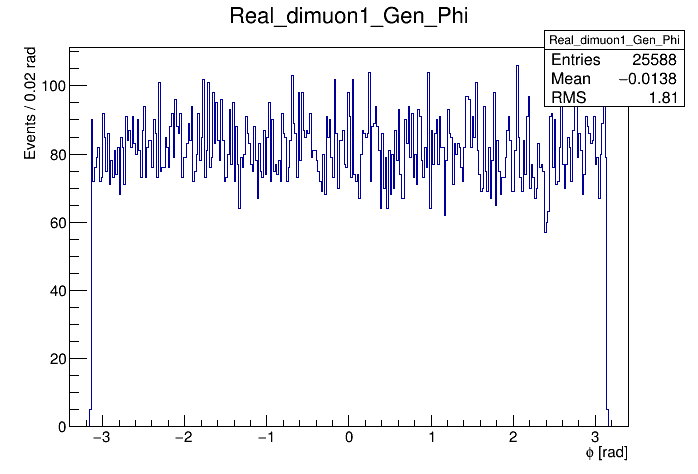 Real_dimuon1_Gen_Phi
Real_dimuon1_Gen_Phi
Entries 25588
Mean −0.0138
RMS 1.81
Events / 0.02 rad
100
80
60
40
20
0
−3 −2 −1 0 1 2 3
ϕ [rad]